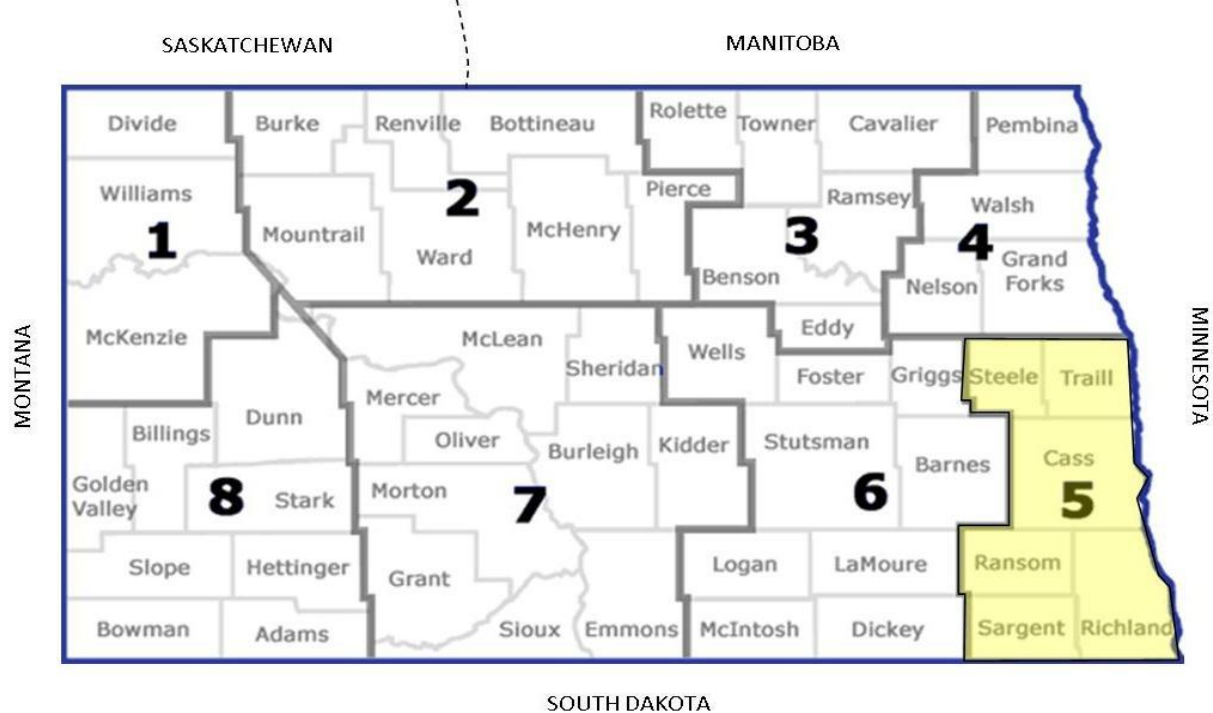 SASKATCHEWAN
MANITOBA
Divide
Burke
Renville
Bottineau
Rolette
Towner
Cavalier
Pembina
Williams
1
Mountrail
2
Ward
McHenry
Pierce
3
Ramsey
Benson
Walsh
4
Grand
Forks
Nelson
MONTANA
McKenzie
McLean
Sheridan
Wells
Eddy
Foster
Griggs
Steele
Traill
MINNESOTA
Dunn
Mercer
Oliver
Billings
Golden
Valley
8
Stark
Morton
7
Burleigh
Kidder
Stutsman
6
Barnes
Cass
5
Slope
Hettinger
Grant
Logan
LaMoure
Ransom
Bowman
Adams
Sioux
Emmons
McIntosh
Dickey
Sargent
Richland
SOUTH DAKOTA